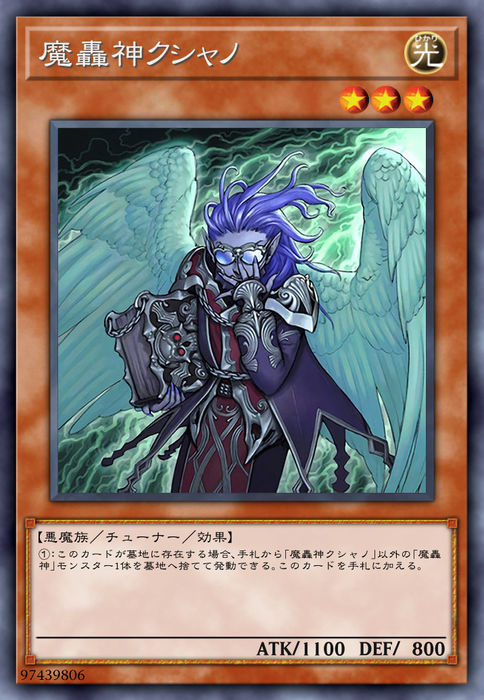 魔轟神クシャノ
ひかり
光
【悪魔族／チューナー／効果】
①:このカードが墓地に存在する場合、手札から「魔轟神クシャノ」以外の「魔轟
神」モンスター1体を墓地へ捨てて発動できる。このカードを手札に加える。
ATK/1100 DEF/ 800
97439806